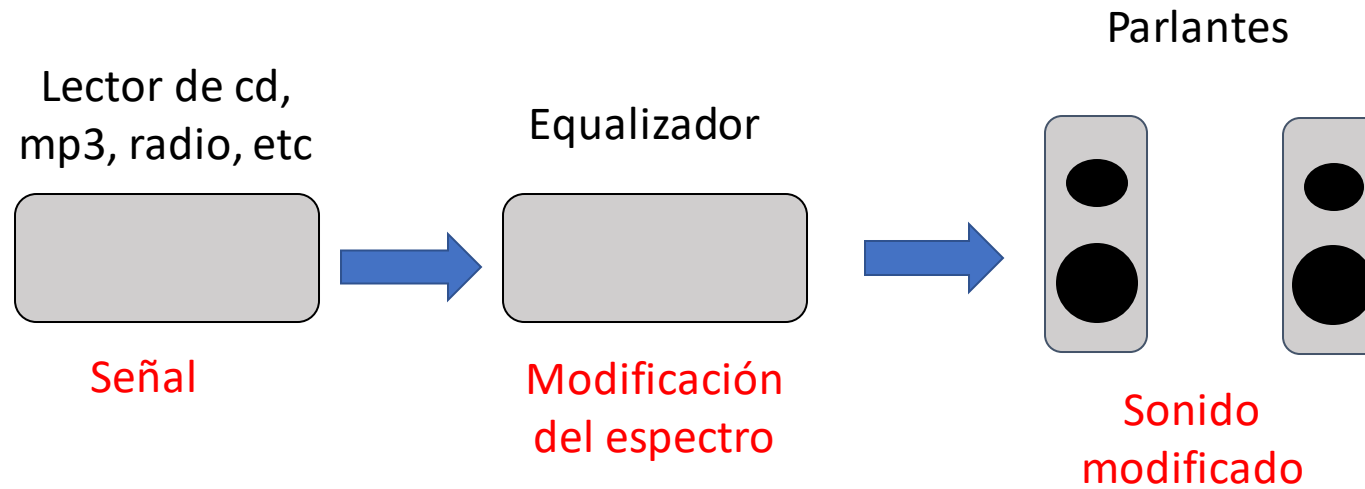 Lector de cd,
mp3, radio, etc
Señal
Equalizador
Modificación
del espectro
Parlantes
Sonido
modificado